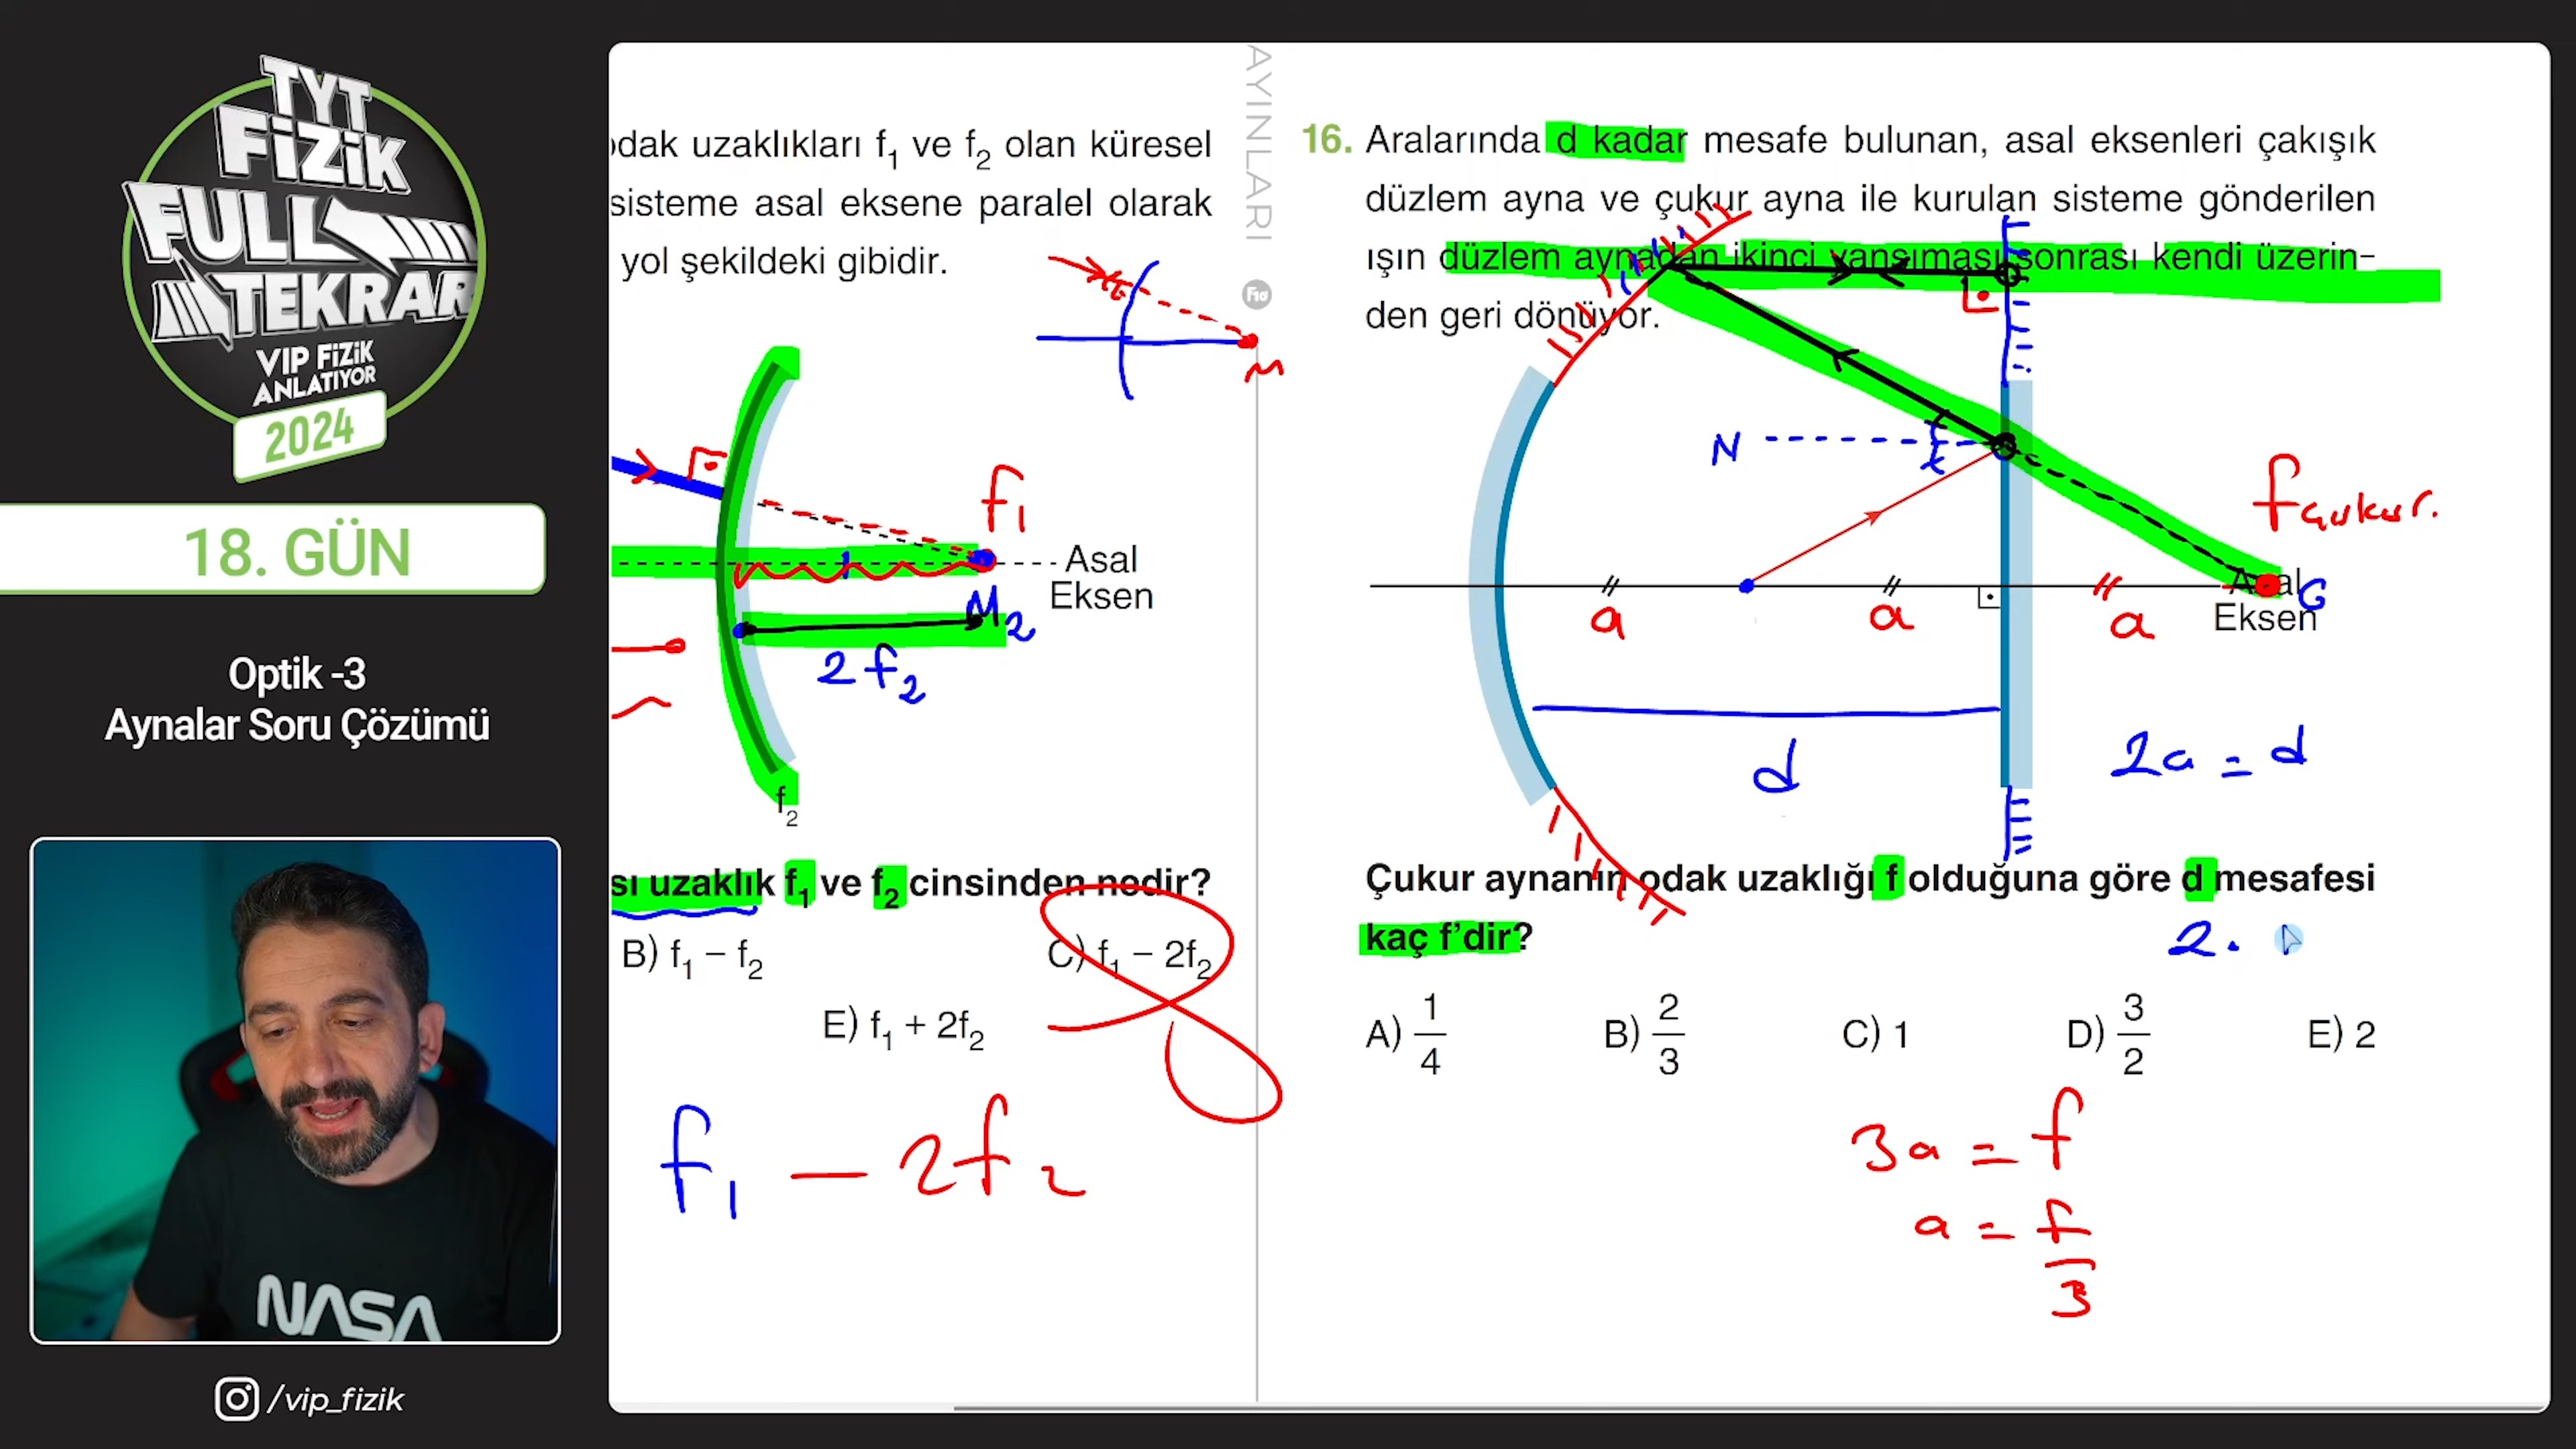 TYT
FiZiK
FULL
TEKRAR
VIP FiZiK
ANLATIYOR
2024
18. GÜN
Optik -3
Aynalar Soru Çözümü
NASA
/vip_fizik
odak uzaklıkları f1 ve f2 olan küresel
sisteme asal eksene paralel olarak
yol şekildeki gibidir.
M
f1
Asal
Eksen
M2
2f2
f2
sı uzaklık f1 ve f2 cinsinden nedir?
B) f1 − f2
C) f1 − 2f2
E) f1 + 2f2
f1 − 2f2
AYINLARI
F10
16. Aralarında d kadar mesafe bulunan, asal eksenleri çakışık
düzlem ayna ve çukur ayna ile kurulan sisteme gönderilen
ışın düzlem aynadan ikinci yansıması sonrası kendi üzerin-
den geri dönüyor.
N
fçukur.
Asal
Eksen
G
a
a
a
d
2a = d
Çukur aynanın odak uzaklığı f olduğuna göre d mesafesi
kaç f'dir?
2.
A) 1/4
B) 2/3
C) 1
D) 3/2
E) 2
3a = f
a = f/3